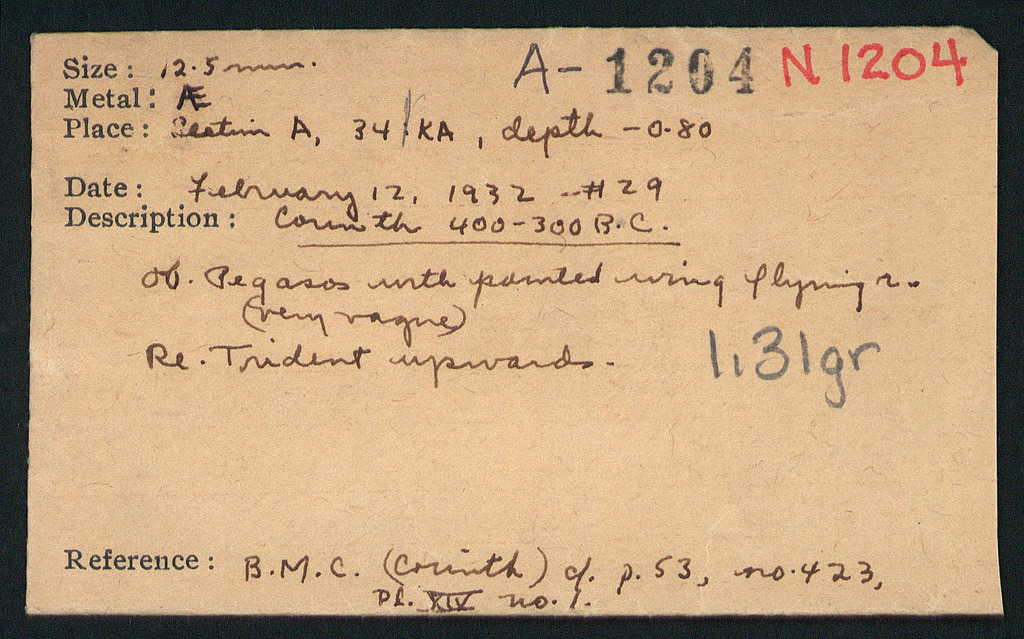 A- 1204 N 1204
Size: 12.5 mm.
Metal: Æ
Place: Section A, 34/KA, depth -0.80
Date: February 12, 1932 - #29
Description: Corinth 400-300 B.C.
Ob. Pegasos with pointed wing flying r.
(very vague)
Re. Trident upwards.
1,31gr
Reference: B.M.C. (Corinth) cf. p. 53, no. 423,
Pl. XIV no. 1.